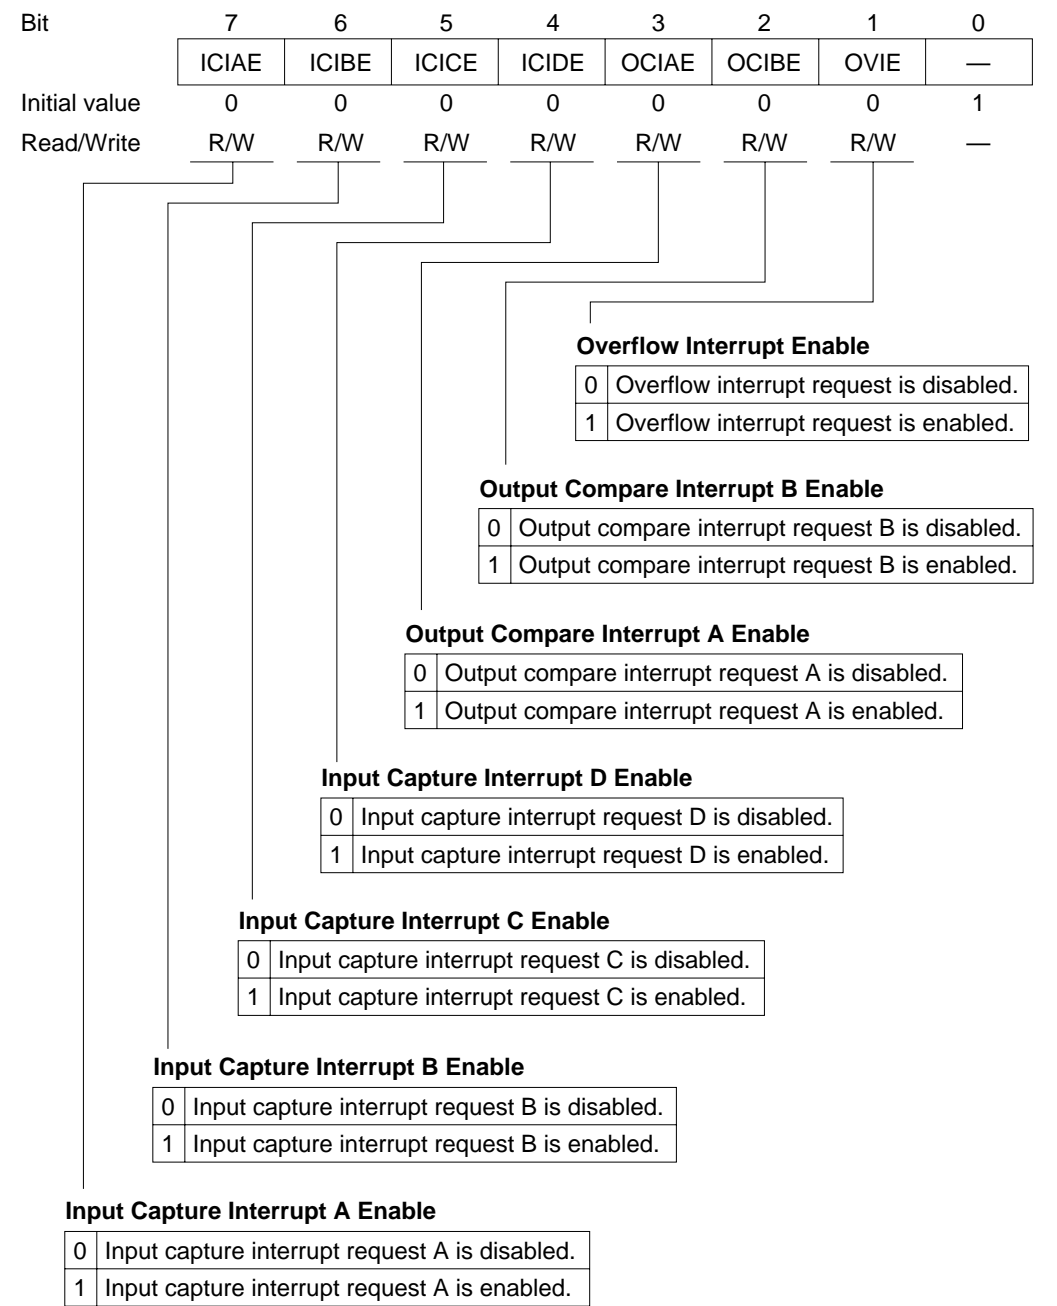 Bit 7 6 5 4 3 2 1 0
ICIAE ICIBE ICICE ICIDE OCIAE OCIBE OVIE —
Initial value 0 0 0 0 0 0 0 1
Read/Write R/W R/W R/W R/W R/W R/W R/W —
Overflow Interrupt Enable
0 Overflow interrupt request is disabled.
1 Overflow interrupt request is enabled.
Output Compare Interrupt B Enable
0 Output compare interrupt request B is disabled.
1 Output compare interrupt request B is enabled.
Output Compare Interrupt A Enable
0 Output compare interrupt request A is disabled.
1 Output compare interrupt request A is enabled.
Input Capture Interrupt D Enable
0 Input capture interrupt request D is disabled.
1 Input capture interrupt request D is enabled.
Input Capture Interrupt C Enable
0 Input capture interrupt request C is disabled.
1 Input capture interrupt request C is enabled.
Input Capture Interrupt B Enable
0 Input capture interrupt request B is disabled.
1 Input capture interrupt request B is enabled.
Input Capture Interrupt A Enable
0 Input capture interrupt request A is disabled.
1 Input capture interrupt request A is enabled.